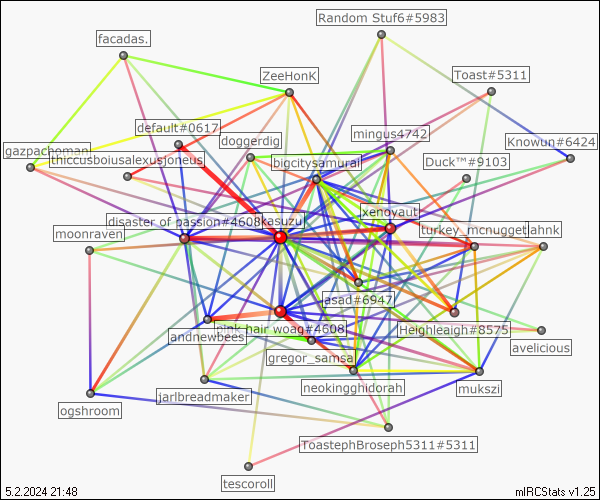 Random Stuf6#5983
facadas.
ZeeHonK
Toast#5311
default#0617
mingus4742
doggerdig
Knowun#6424
gazpachoman
thiccusboiusalexusjoneus
bigcitysamurai
Duck™#9103
xenoyaut
disaster of passion#4608
kasuzu
moonraven
turkey_mcnugget
ahnk
asad#6947
pink hair woag#4608
Heighleaigh#8575
andnewbees
avelicious
gregor_samsa
neokingghidorah
mukszi
jarlbreadmaker
ogshroom
ToastephBroseph5311#5311
tescoroll
5.2.2024 21:48
mIRCStats v1.25